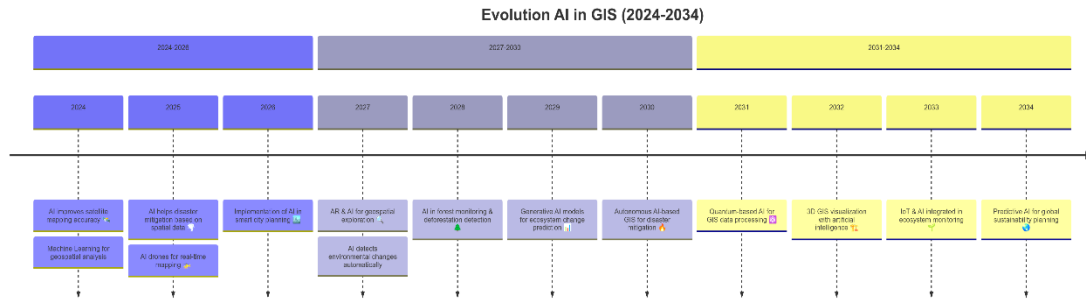 Evolution AI in GIS (2024-2034)
2024-2026
2027-2030
2031-2034
2024
2025
2026
2027
2028
2029
2030
2031
2032
2033
2034
AI improves satellite
mapping accuracy
Machine Learning for
geospatial analysis
AI helps disaster
mitigation based on
spatial data
AI drones for real-time
mapping
Implementation of AI in
smart city planning
AR & AI for geospatial
exploration
AI detects
environmental changes
automatically
AI in forest monitoring &
deforestation detection
Generative AI models
for ecosystem change
prediction
Autonomous AI-based
GIS for disaster
mitigation
Quantum-based AI for
GIS data processing
3D GIS visualization
with artificial
intelligence
IoT & AI integrated in
ecosystem monitoring
Predictive AI for global
sustainability planning